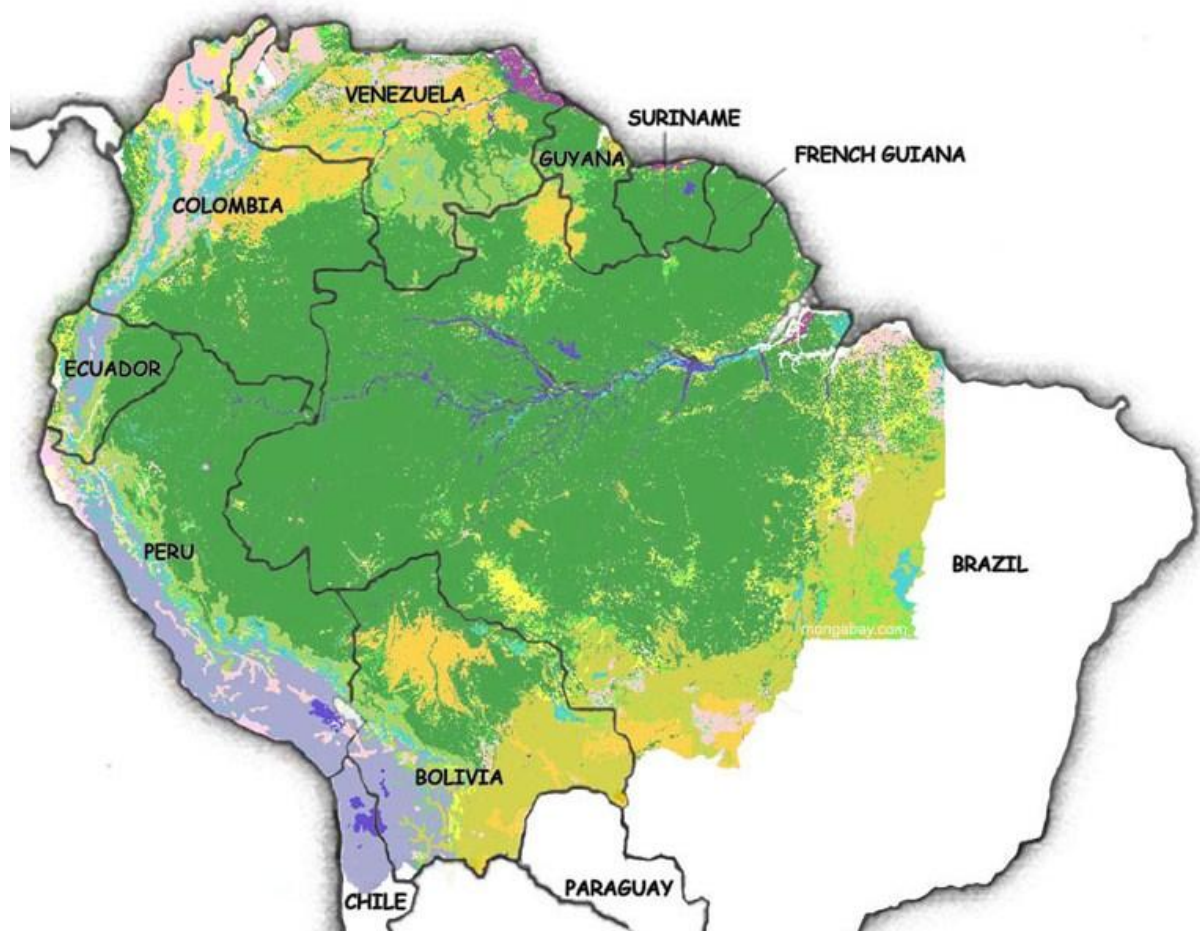 VENEZUELA
SURINAME
GUYANA
FRENCH GUIANA
COLOMBIA
ECUADOR
PERU
BRAZIL
mongabay.com
BOLIVIA
PARAGUAY
CHILE